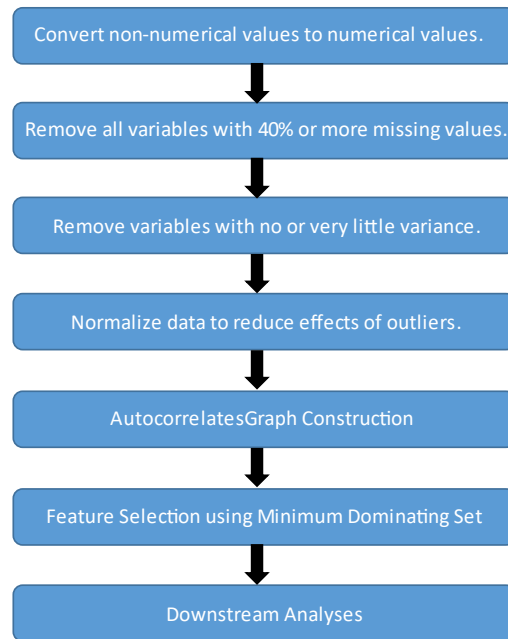 Convert non-numerical values to numerical values.
Remove all variables with 40% or more missing values.
Remove variables with no or very little variance.
Normalize data to reduce effects of outliers.
AutocorrelatesGraph Construction
Feature Selection using Minimum Dominating Set
Downstream Analyses